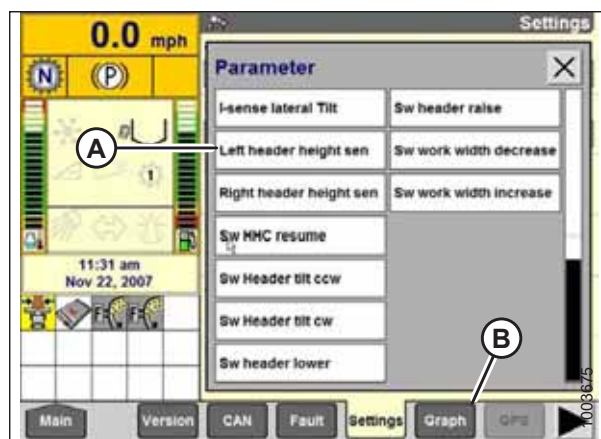 0.0 mph
Settings
N
(P)
Parameter
I-sense lateral Tilt
Sw header raise
A
Left header height sen
Sw work width decrease
1
Right header height sen
Sw work width increase
Sw HHC resume
11:31 am
Nov 22, 2007
Sw Header tilt ccw
F
F
Sw Header tilt cw
B
Sw header lower
1003675
Main
Version
CAN
Fault
Settings
Graph
GPS